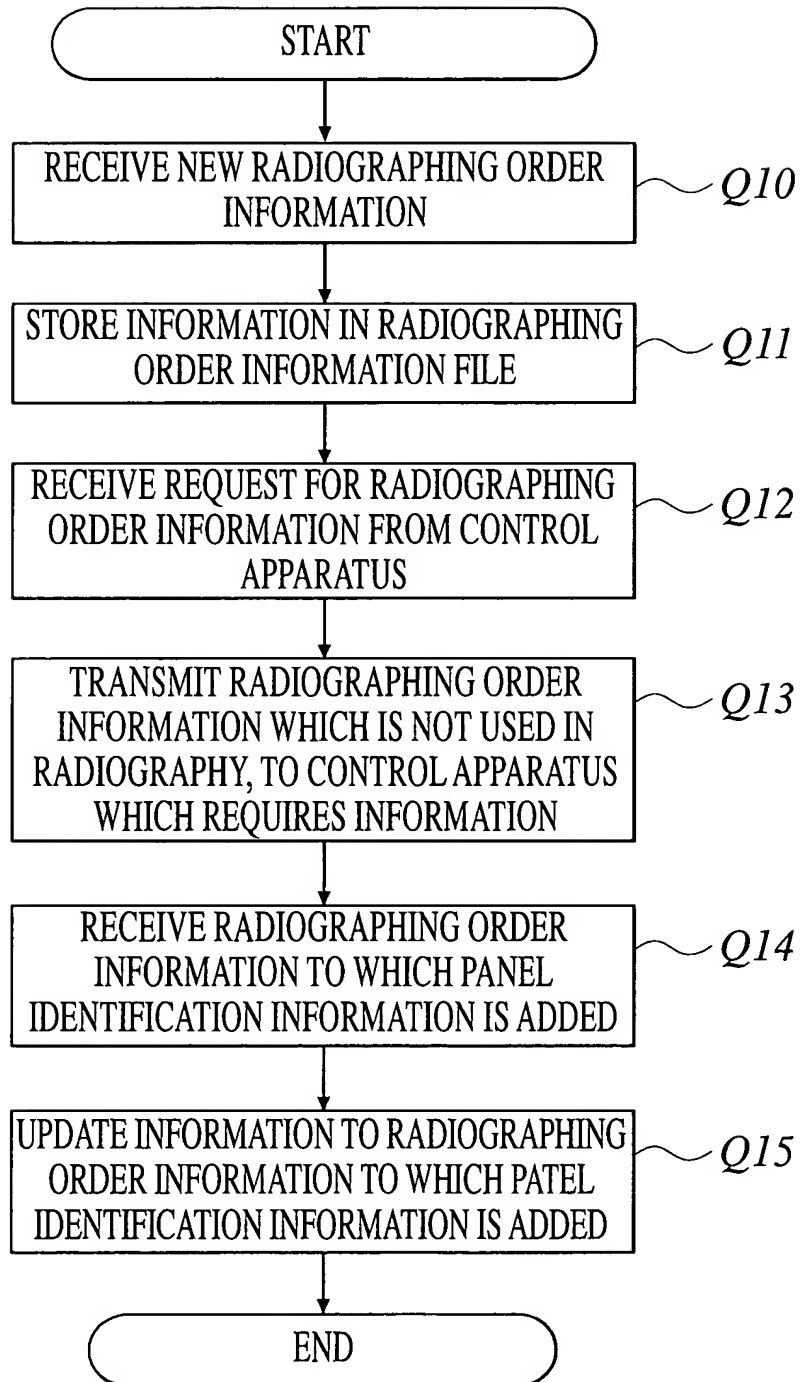 START
RECEIVE NEW RADIOGRAPHING ORDER
INFORMATION
Q10
STORE INFORMATION IN RADIOGRAPHING
ORDER INFORMATION FILE
Q11
RECEIVE REQUEST FOR RADIOGRAPHING
ORDER INFORMATION FROM CONTROL
APPARATUS
Q12
TRANSMIT RADIOGRAPHING ORDER
INFORMATION WHICH IS NOT USED IN
RADIOGRAPHY, TO CONTROL APPARATUS
WHICH REQUIRES INFORMATION
Q13
RECEIVE RADIOGRAPHING ORDER
INFORMATION TO WHICH PANEL
IDENTIFICATION INFORMATION IS ADDED
Q14
UPDATE INFORMATION TO RADIOGRAPHING
ORDER INFORMATION TO WHICH PATEL
IDENTIFICATION INFORMATION IS ADDED
Q15
END